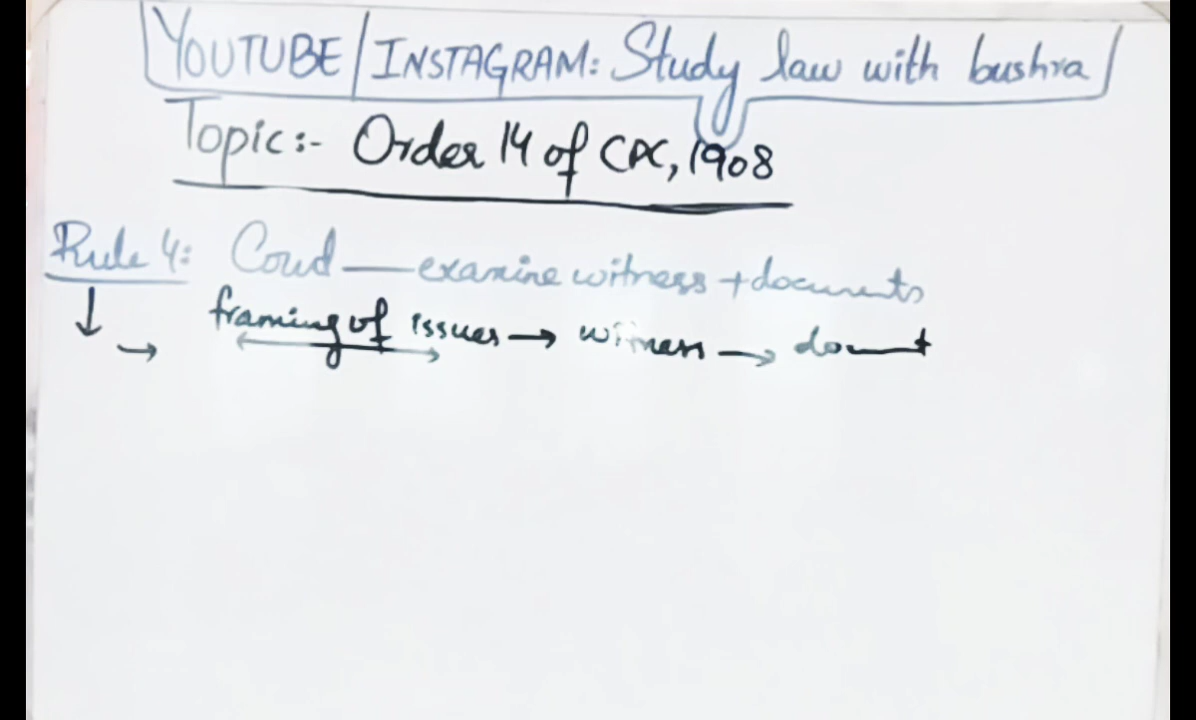 YOUTUBE/INSTAGRAM: Study law with bushra
Topic:- Order 14 of CPC, 1908
Rule 4: Court — examine witness + documents
↓ → framing of issues → witness →